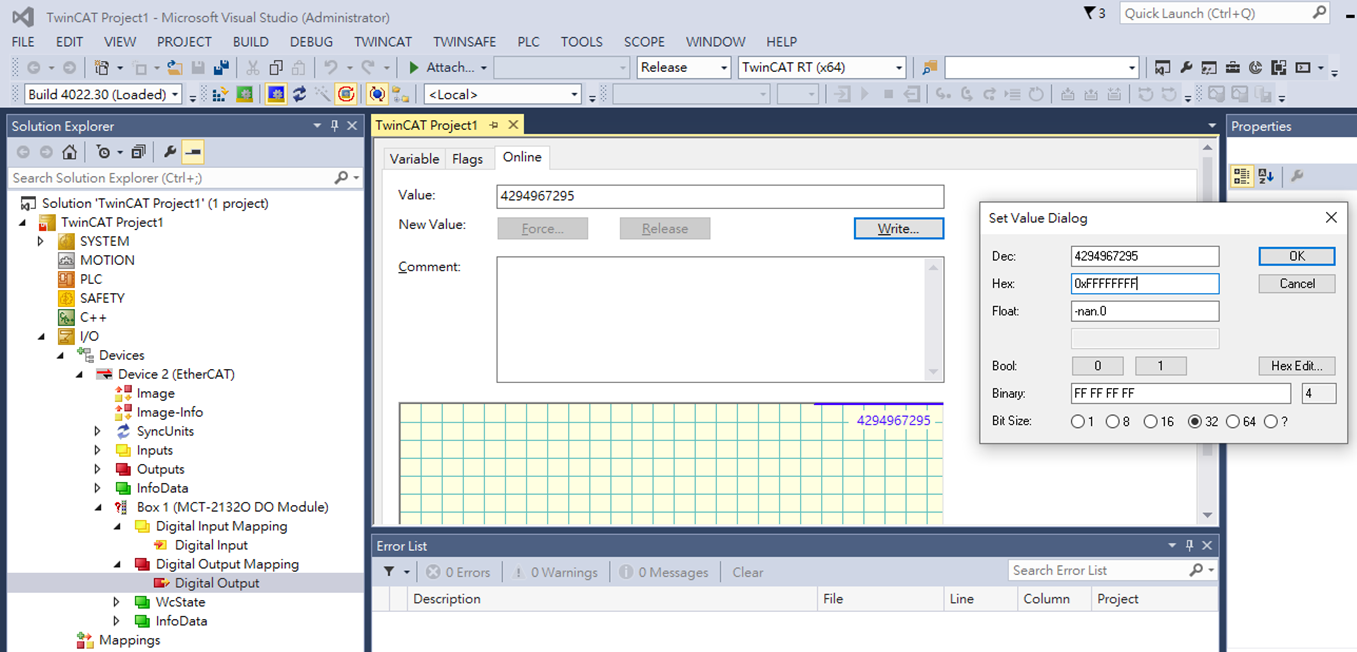 TwinCAT Project1 - Microsoft Visual Studio (Administrator)
3
Quick Launch (Ctrl+Q)
FILE EDIT VIEW PROJECT BUILD DEBUG TWINCAT TWINSAFE PLC TOOLS SCOPE WINDOW HELP
Attach... Release TwinCAT RT (x64)
Build 4022.30 (Loaded) <Local>
Solution Explorer
Search Solution Explorer (Ctrl+;)
Solution 'TwinCAT Project1' (1 project)
TwinCAT Project1
SYSTEM
MOTION
PLC
SAFETY
C++
I/O
Devices
Device 2 (EtherCAT)
Image
Image-Info
SyncUnits
Inputs
Outputs
InfoData
Box 1 (MCT-2132O DO Module)
Digital Input Mapping
Digital Input
Digital Output Mapping
Digital Output
WcState
InfoData
Mappings
TwinCAT Project1
Variable Flags Online
Value: 4294967295
New Value: Force... Release Write...
Comment:
4294967295
Error List
0 Errors 0 Warnings 0 Messages Clear
Search Error List
Description File Line Column Project
Properties
Set Value Dialog
Dec: 4294967295 OK
Hex: 0xFFFFFFFF Cancel
Float: -nan.0
Bool: 0 1 Hex Edit...
Binary: FF FF FF FF 4
Bit Size: 1 8 16 32 64 ?